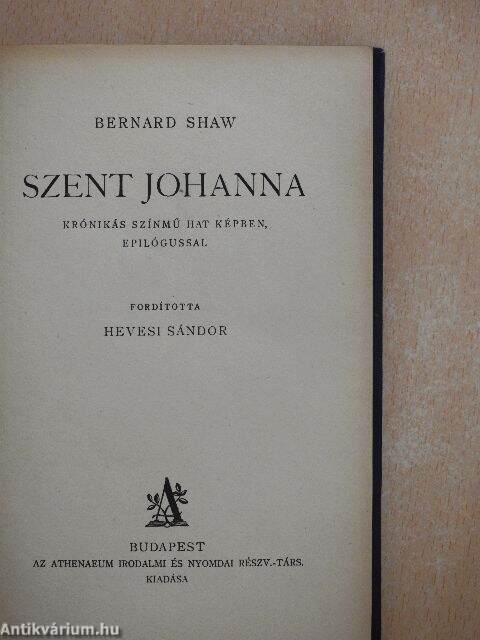 BERNARD SHAW
SZENT JOHANNA
KRÓNIKÁS SZÍNMŰ HAT KÉPBEN,
EPILÓGUSSAL
FORDÍTOTTA
HEVESI SÁNDOR
A
BUDAPEST
AZ ATHENAEUM IRODALMI ÉS NYOMDAI RÉSZV.-TÁRS.
KIADÁSA
Antikvárium.hu